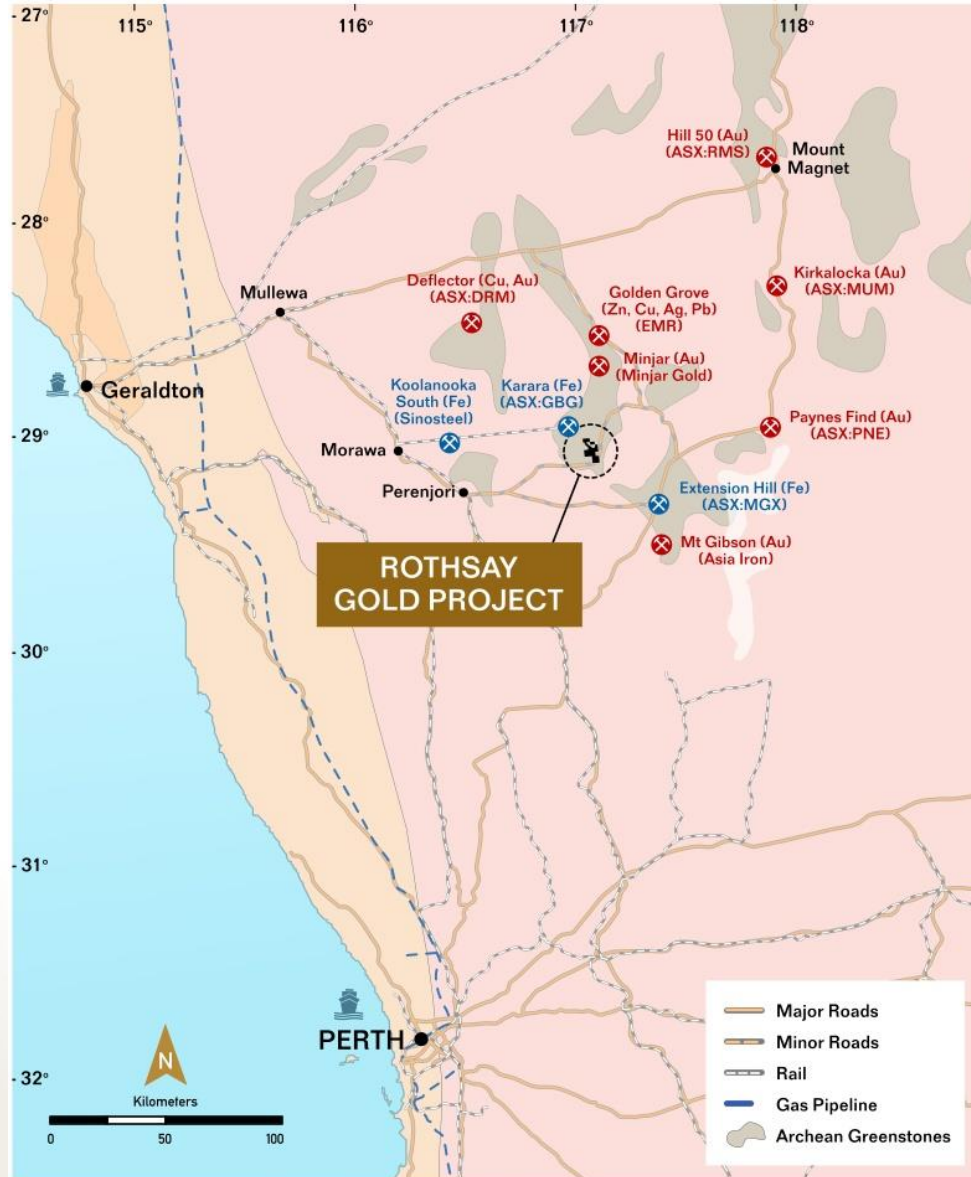 27°
115°
116°
117°
118°
Hill 50 (Au)
(ASX:RMS)
Mount
Magnet
28°
Deflector (Cu, Au)
(ASX:DRM)
Golden Grove
(Zn, Cu, Ag, Pb)
(EMR)
Kirkalocka (Au)
(ASX:MUM)
Mullewa
Minjar (Au)
(Minjar Gold)
Geraldton
Koolanooka
South (Fe)
(Sinosteel)
Karara (Fe)
(ASX:GBG)
Paynes Find (Au)
(ASX:PNE)
29°
Morawa
Perenjori
Extension Hill (Fe)
(ASX:MGX)
Mt Gibson (Au)
(Asia Iron)
ROTHSAY
GOLD PROJECT
30°
31°
PERTH
32°
N
Kilometers
0 50 100
Major Roads
Minor Roads
Rail
Gas Pipeline
Archean Greenstones